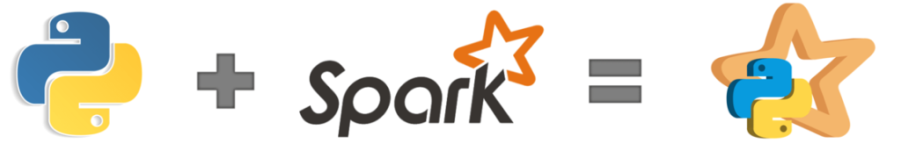 + Spark =